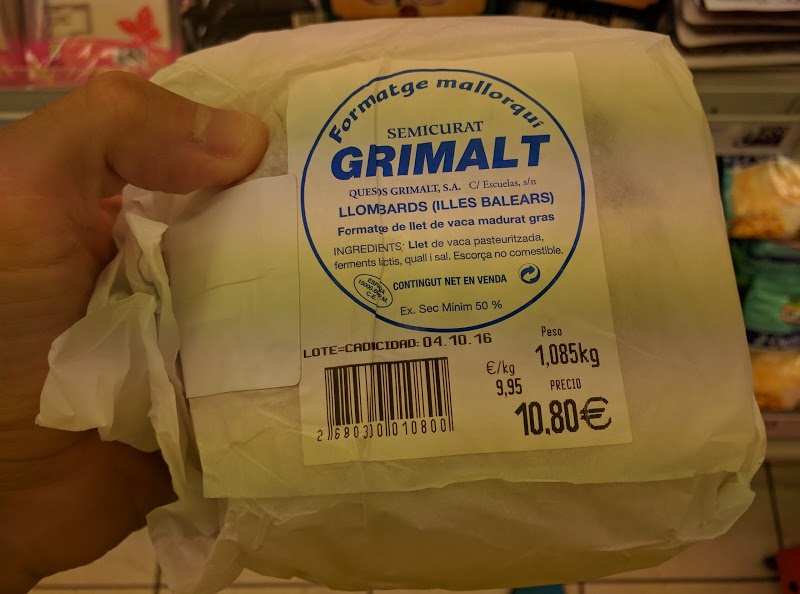 Formatge mallorquí
SEMICURAT
GRIMALT
QUESOS GRIMALT, S.A. C/ Escuelas, s/n
LLOMBARDS (ILLES BALEARS)
Formatge de llet de vaca madurat gras
INGREDIENTS: Llet de vaca pasteuritzada,
ferments làctis, quall i sal. Escorça no comestible.
ESPAÑA
C.E.
CONTINGUT NET EN VENDA
Ex. Sec Mínim 50 %
LOTE=CADICIDAD: 04.10.16
Peso
€/kg 1,085kg
9,95 PRECIO
10,80€
2 680300 010800